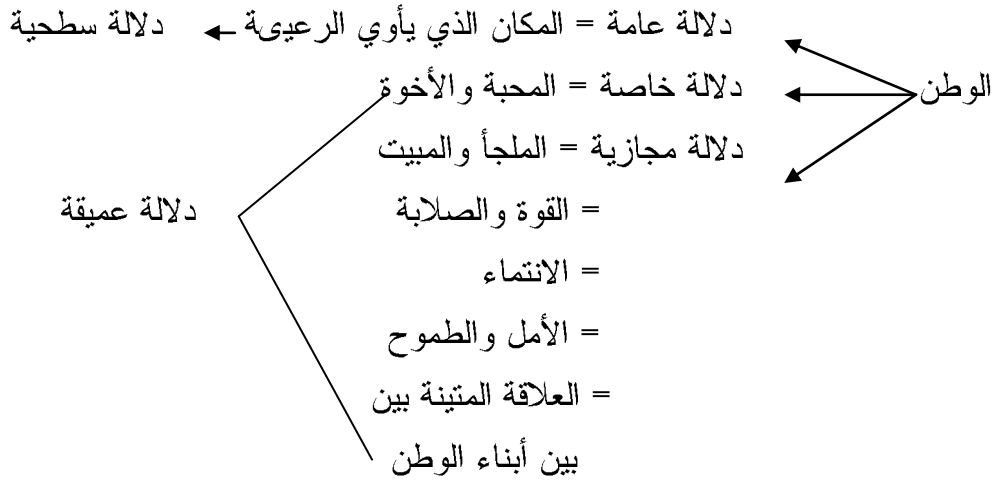 دلالة عامة = المكان الذي يأوي الرعيىة
دلالة سطحية
الوطن
دلالة خاصة = المحبة والأخوة
دلالة مجازية = الملجأ والمبيت
= القوة والصلابة
دلالة عميقة
= الانتماء
= الأمل والطموح
= العلاقة المتينة بين
بين أبناء الوطن